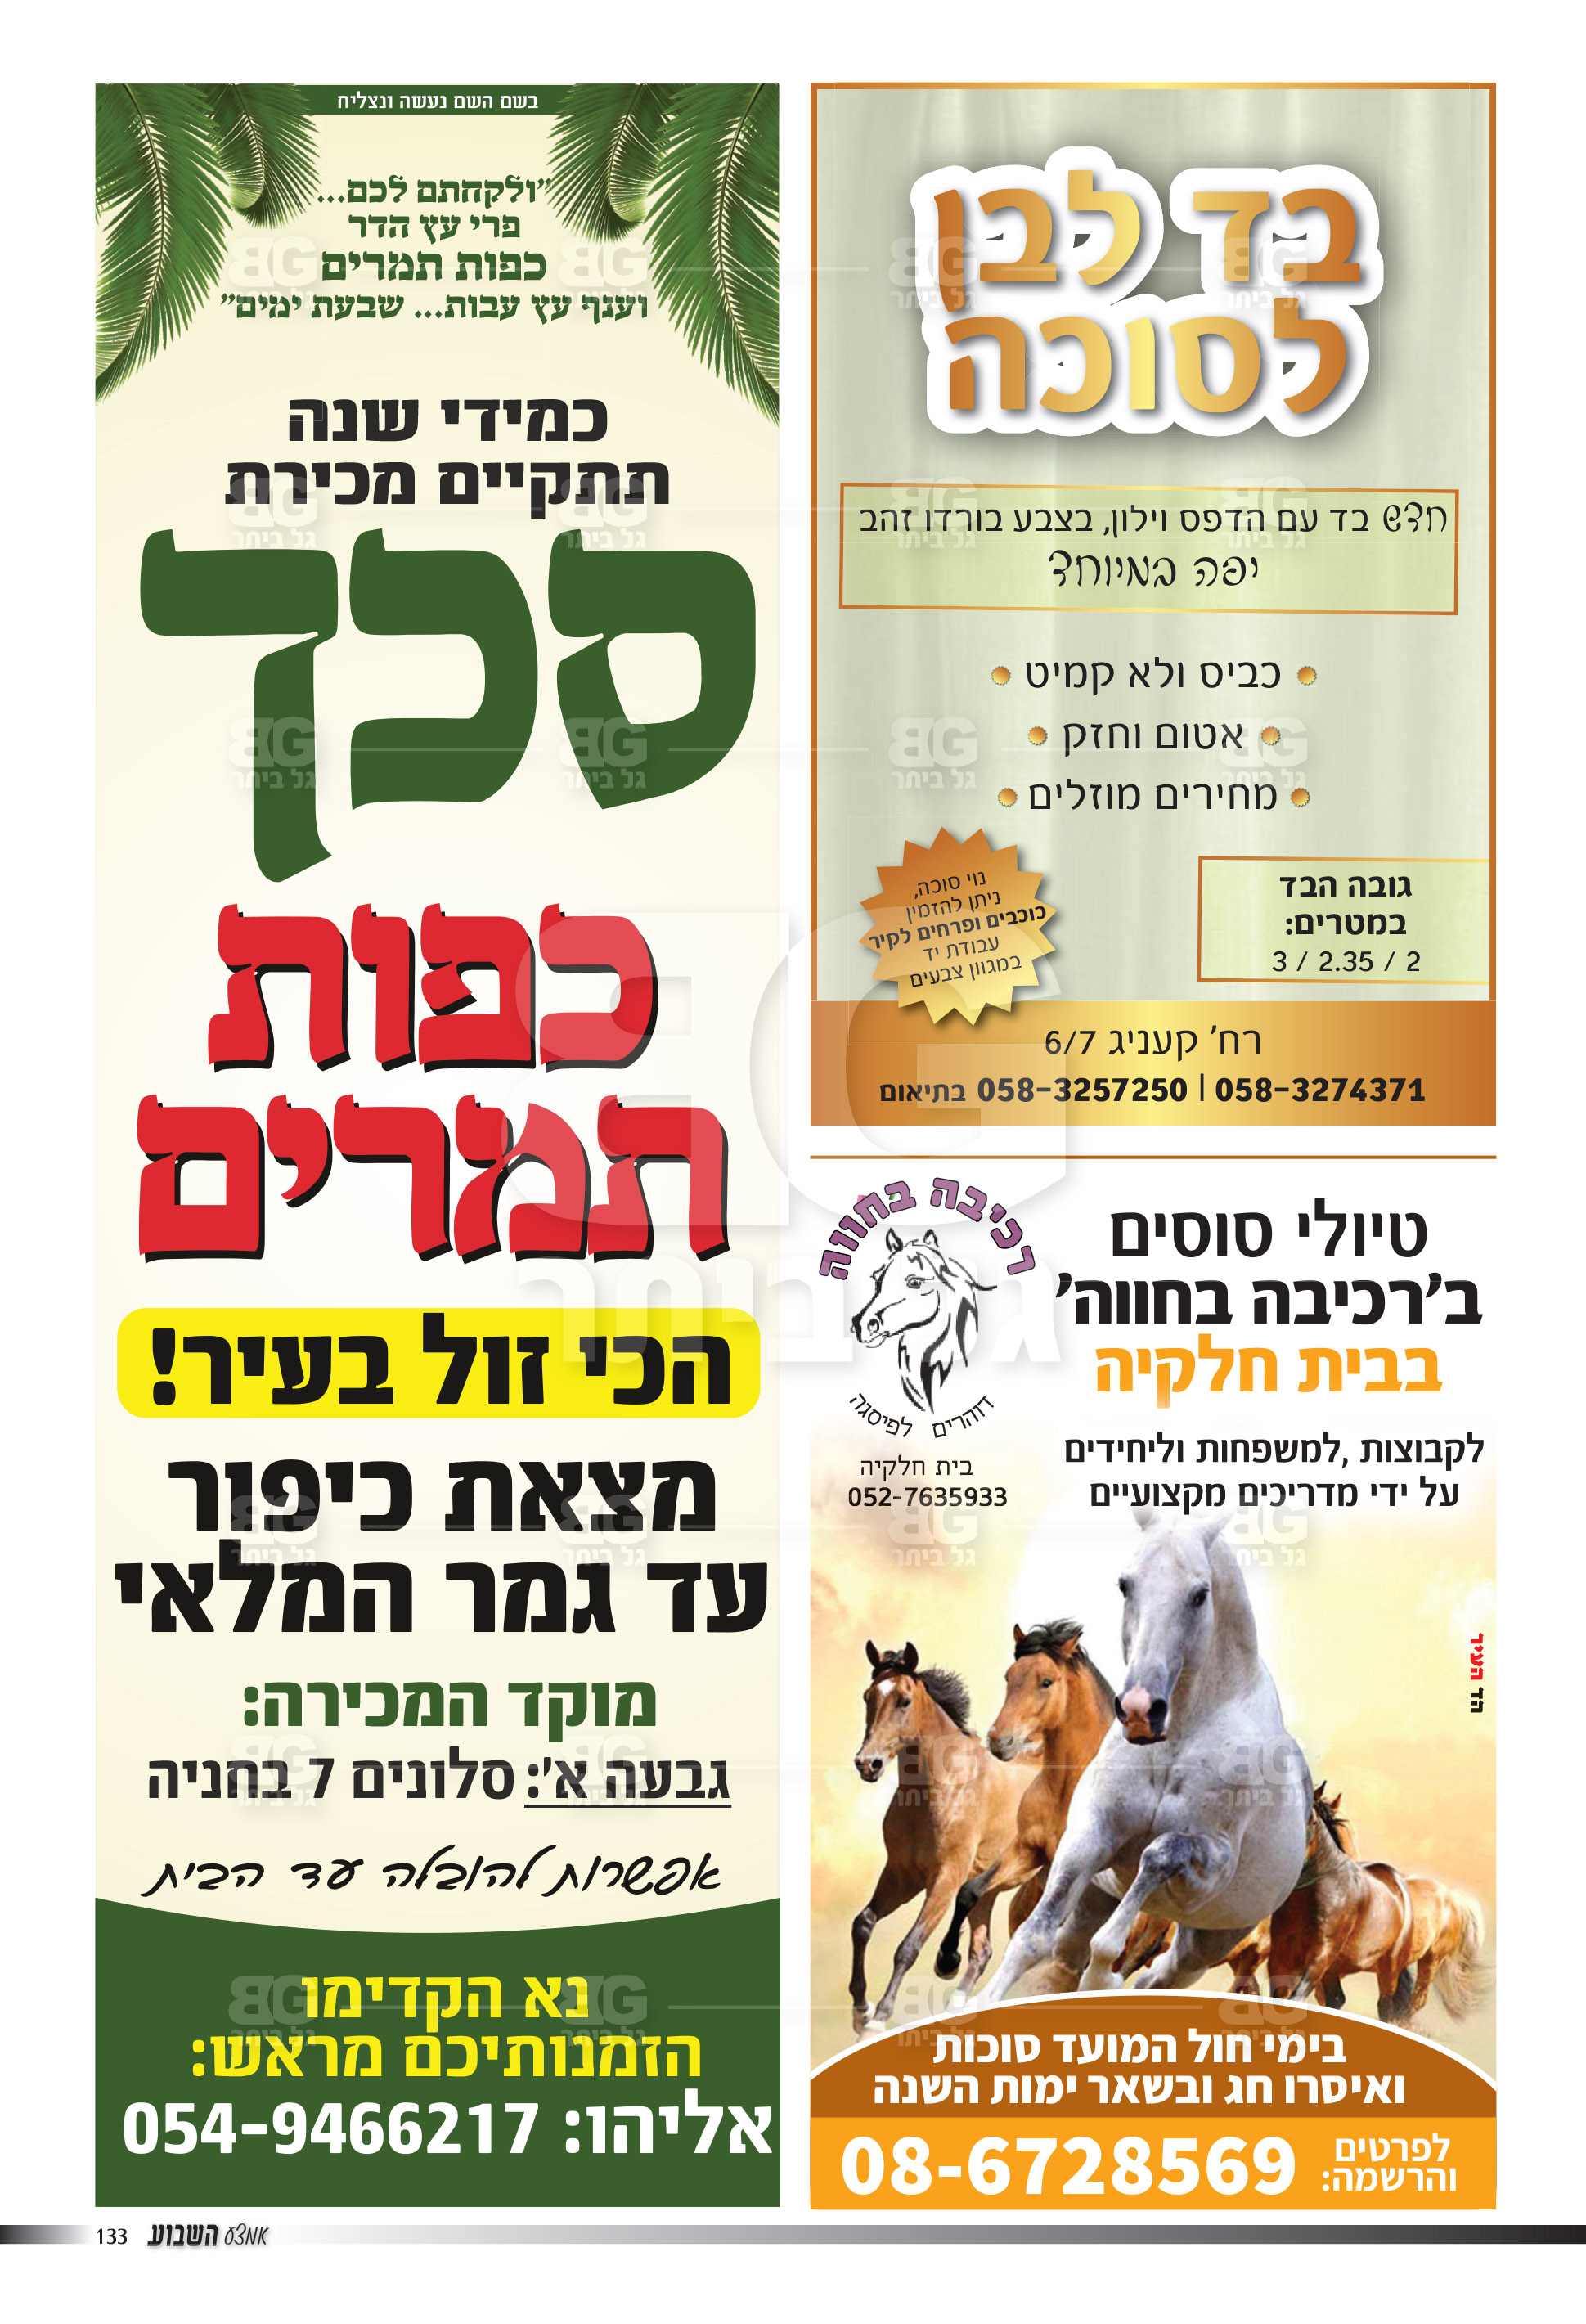 בד לבן
לסוכה
חדש בד עם הדפס וילון, בצבע בורדו זהב
יפה במיוחד
• כביס ולא קמיט •
• אטום וחזק •
• מחירים מוזלים •
נוי סוכה,
ניתן להזמין
כוכבים ופרחים לקיר
עבודת יד
במגוון צבעים
גובה הבד
במטרים:
2 / 2.35 / 3
רח' קעניג 6/7
058-3274371 | 058-3257250 בתיאום
רכיבה בחווה
דוהרים לפיסגה
בית חלקיה
052-7635933
טיולי סוסים
ב'רכיבה בחווה'
בבית חלקיה
לקבוצות ,למשפחות וליחידים
על ידי מדריכים מקצועיים
הד העיר
בימי חול המועד סוכות
ואיסרו חג ובשאר ימות השנה
לפרטים
והרשמה:
08-6728569
בשם השם נעשה ונצליח
"ולקחתם לכם...
פרי עץ הדר
כפות תמרים
וענף עץ עבות... שבעת ימים"
כמידי שנה
תתקיים מכירת
סכך
כפות
תמרים
הכי זול בעיר!
מצאת כיפור
עד גמר המלאי
מוקד המכירה:
גבעה א': סלונים 7 בחניה
אפשרות להובלה עד הבית
נא הקדימו
הזמנותיכם מראש:
אליהו: 054-9466217
אמצע השבוע 133
BG
גל ביתר